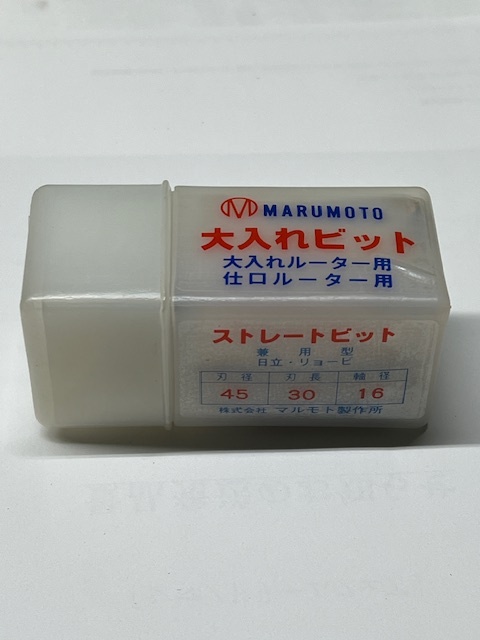 MARUMOTO
大入れビット
大入れルーター用
仕口ルーター用
ストレートビット
兼用型
日立・リョービ
刃径 刃長 軸径
45 30 16
株式会社 マルモト製作所